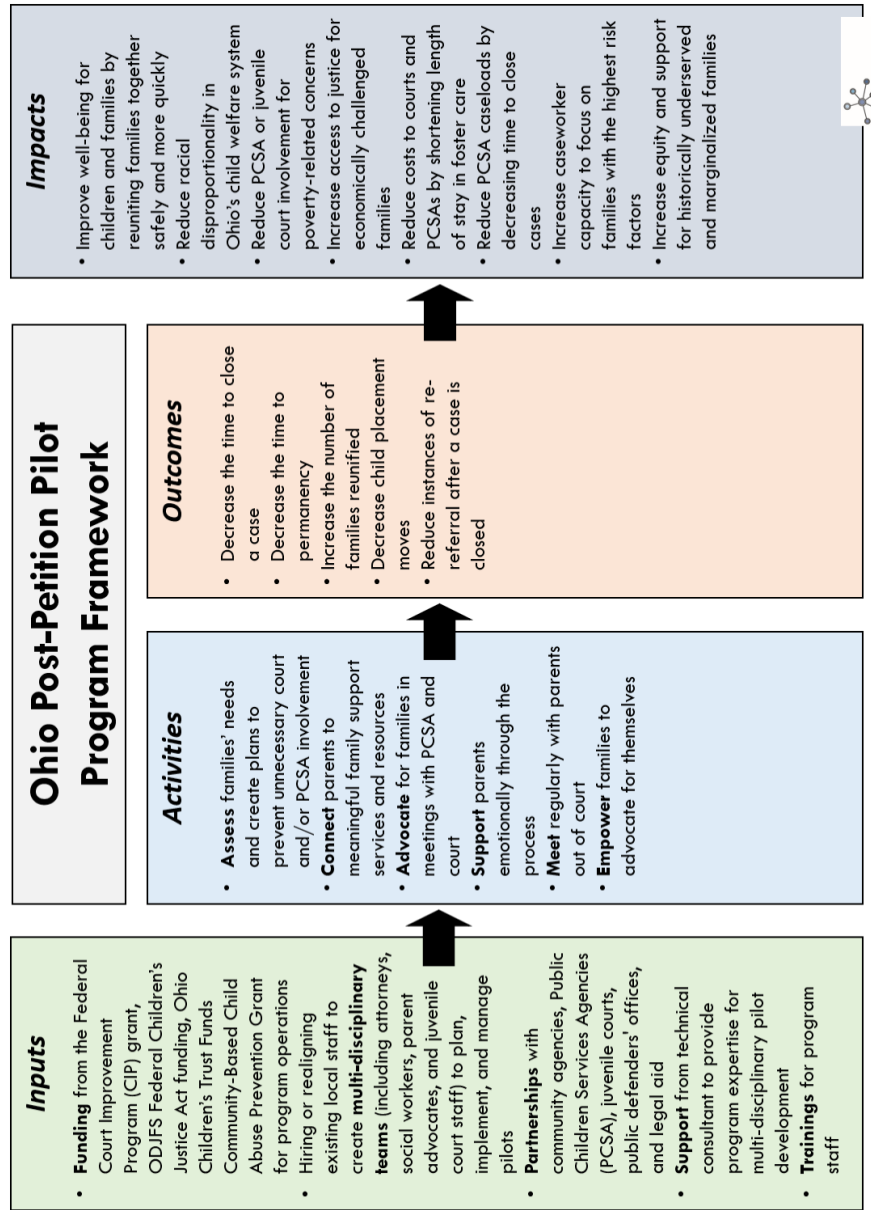 Ohio Post-Petition Pilot
Program Framework
Inputs
• Funding from the Federal
Court Improvement
Program (CIP) grant,
ODJFS Federal Children's
Justice Act funding, Ohio
Children's Trust Funds
Community-Based Child
Abuse Prevention Grant
for program operations
• Hiring or realigning
existing local staff to
create multi-disciplinary
teams (including attorneys,
social workers, parent
advocates, and juvenile
court staff) to plan,
implement, and manage
pilots
• Partnerships with
community agencies, Public
Children Services Agencies
(PCSA), juvenile courts,
public defenders' offices,
and legal aid
• Support from technical
consultant to provide
program expertise for
multi-disciplinary pilot
development
• Trainings for program
staff
Activities
• Assess families' needs
and create plans to
prevent unnecessary court
and/or PCSA involvement
• Connect parents to
meaningful family support
services and resources
• Advocate for families in
meetings with PCSA and
court
• Support parents
emotionally through the
process
• Meet regularly with parents
out of court
• Empower families to
advocate for themselves
Outcomes
• Decrease the time to close
a case
• Decrease the time to
permanency
• Increase the number of
families reunified
• Decrease child placement
moves
• Reduce instances of re-
referral after a case is
closed
Impacts
• Improve well-being for
children and families by
reuniting families together
safely and more quickly
• Reduce racial
disproportionality in
Ohio's child welfare system
• Reduce PCSA or juvenile
court involvement for
poverty-related concerns
• Increase access to justice for
economically challenged
families
• Reduce costs to courts and
PCSAs by shortening length
of stay in foster care
• Reduce PCSA caseloads by
decreasing time to close
cases
• Increase caseworker
capacity to focus on
families with the highest risk
factors
• Increase equity and support
for historically underserved
and marginalized families